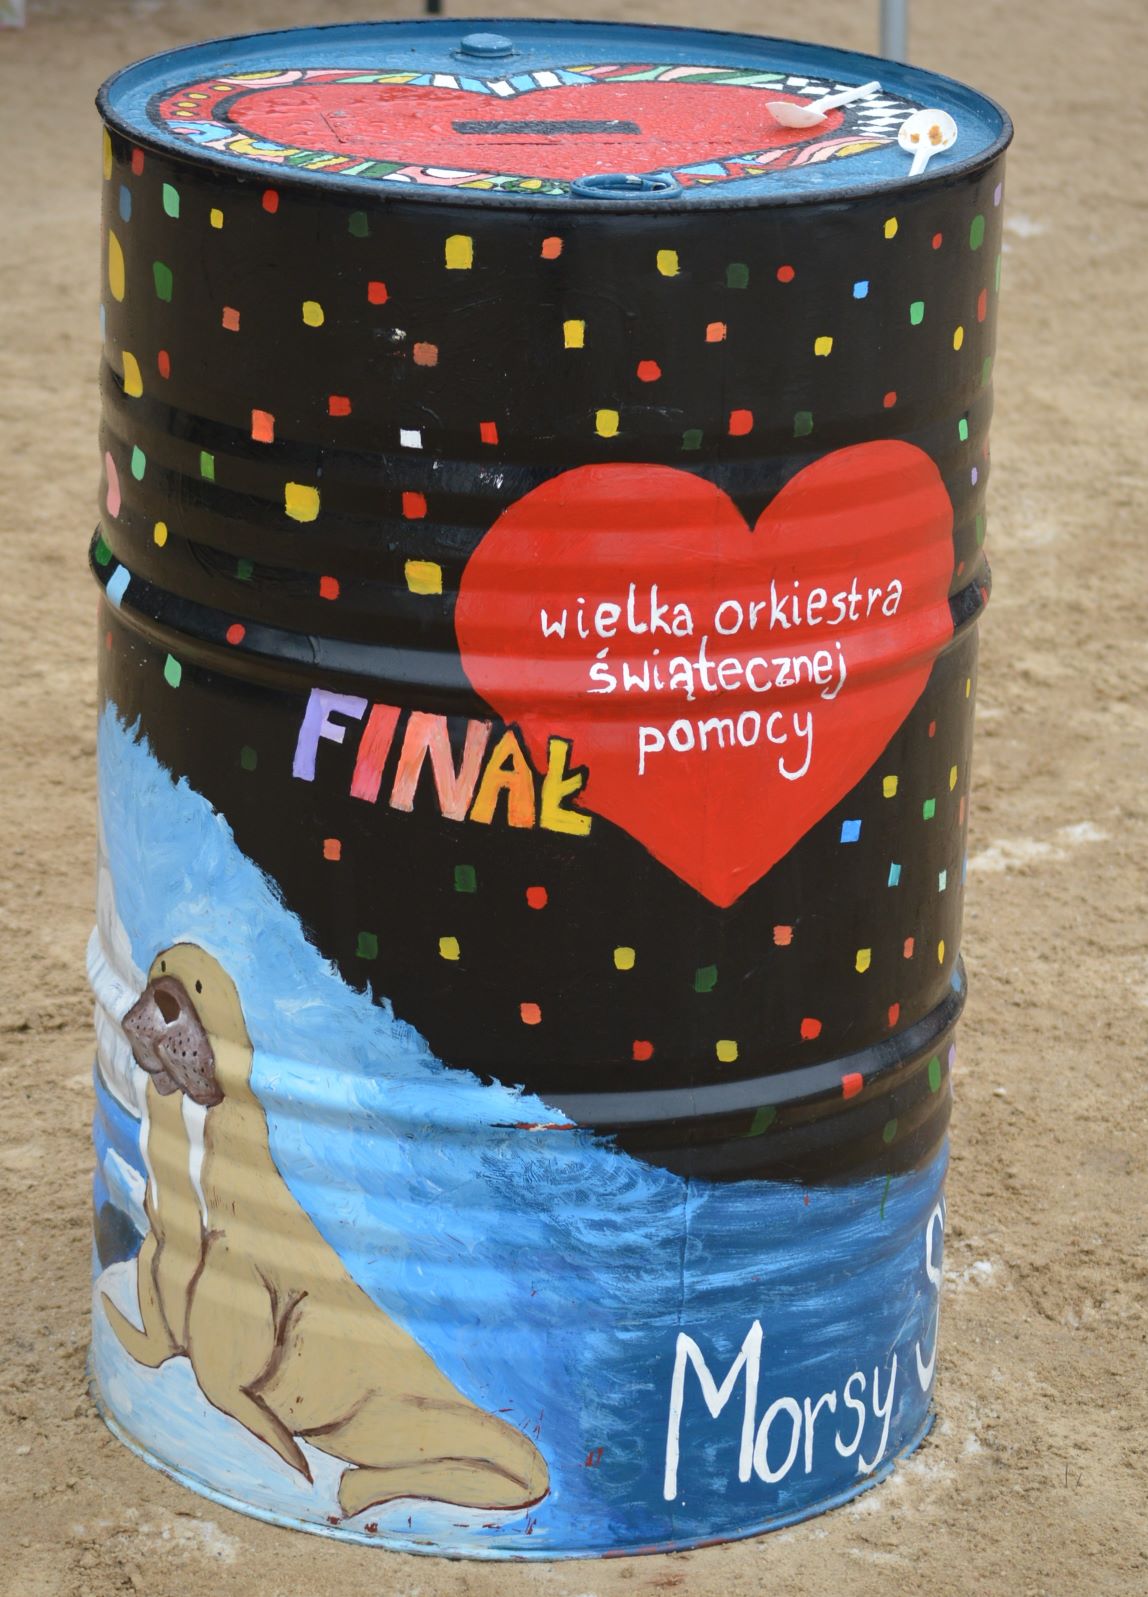 wielka orkiestra
świątecznej
pomocy
FINAŁ
Morsy